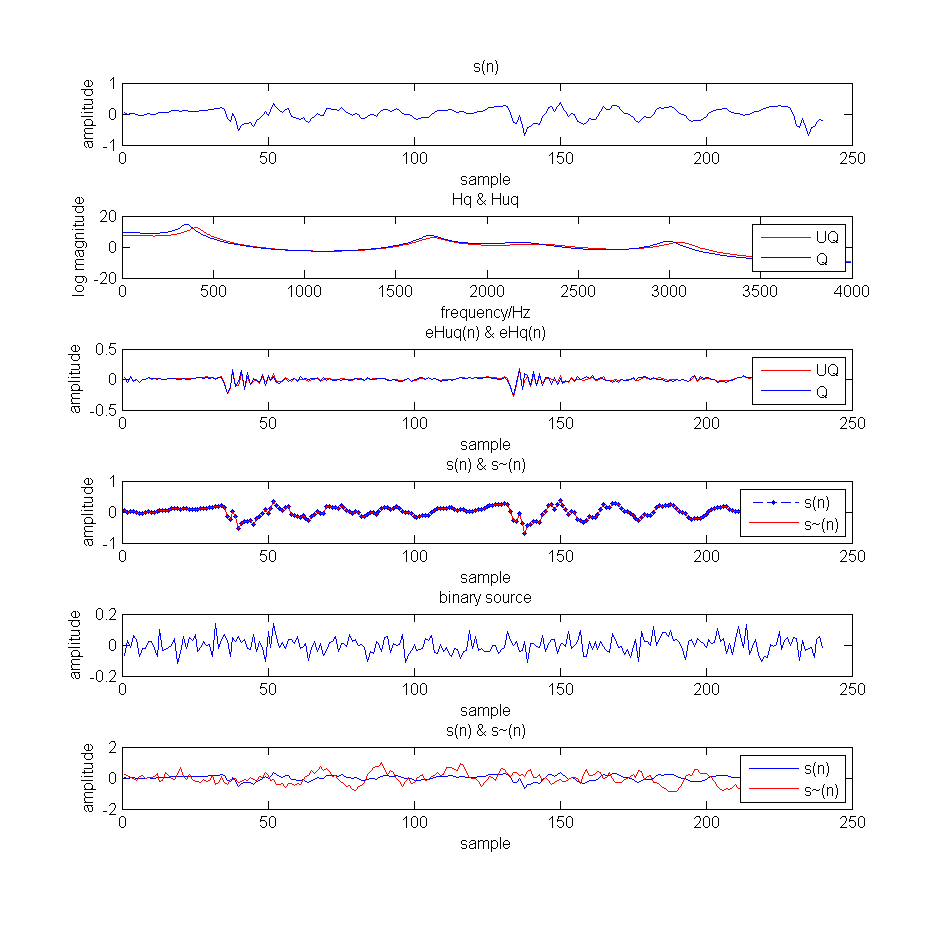 s(n)
amplitude
1
0
-1
0 50 100 150 200 250
sample
Hq & Huq
log magnitude
20
0
-20
UQ
Q
0 500 1000 1500 2000 2500 3000 3500 4000
frequency/Hz
eHuq(n) & eHq(n)
amplitude
0.5
0
-0.5
UQ
Q
0 50 100 150 200 250
sample
s(n) & s~(n)
amplitude
1
0
-1
s(n)
s~(n)
0 50 100 150 200 250
sample
binary source
amplitude
0.2
0
-0.2
0 50 100 150 200 250
sample
s(n) & s~(n)
amplitude
2
0
-2
s(n)
s~(n)
0 50 100 150 200 250
sample